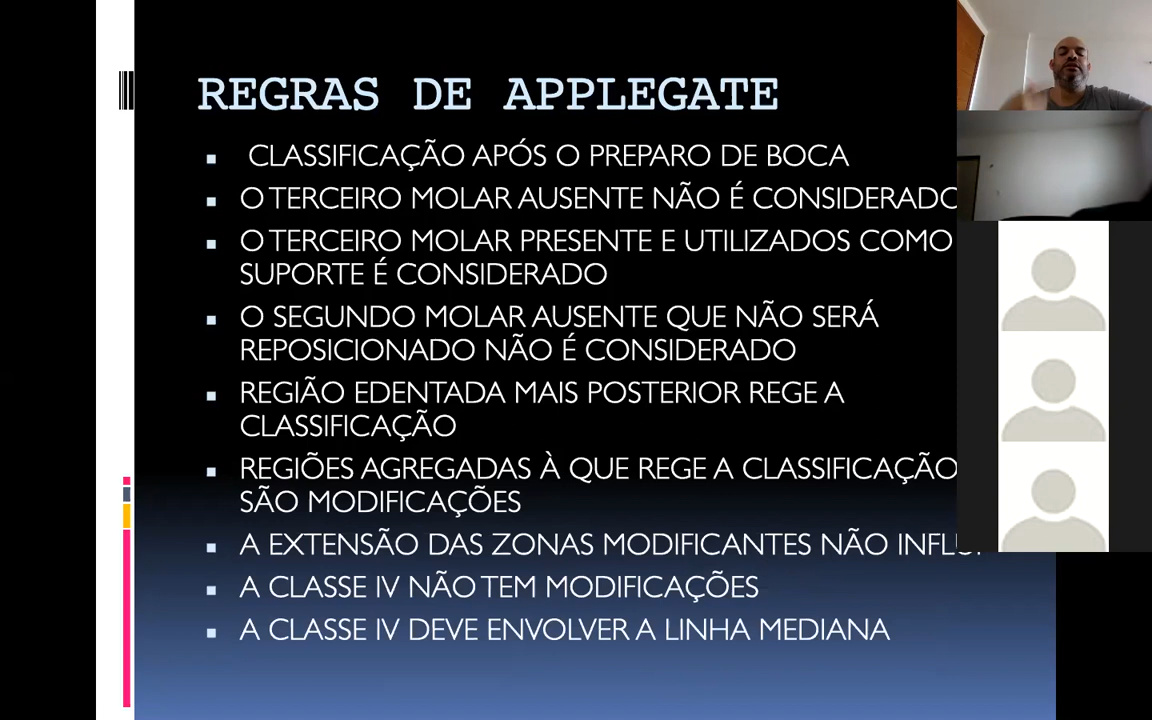 REGRAS DE APPLEGATE
CLASSIFICAÇÃO APÓS O PREPARO DE BOCA
O TERCEIRO MOLAR AUSENTE NÃO É CONSIDERADO
O TERCEIRO MOLAR PRESENTE E UTILIZADOS COMO
SUPORTE É CONSIDERADO
O SEGUNDO MOLAR AUSENTE QUE NÃO SERÁ
REPOSICIONADO NÃO É CONSIDERADO
REGIÃO EDENTADA MAIS POSTERIOR REGE A
CLASSIFICAÇÃO
REGIÕES AGREGADAS À QUE REGE A CLASSIFICAÇÃO
SÃO MODIFICAÇÕES
A EXTENSÃO DAS ZONAS MODIFICANTES NÃO
A CLASSE IV NÃO TEM MODIFICAÇÕES
A CLASSE IV DEVE ENVOLVER A LINHA MEDIANA